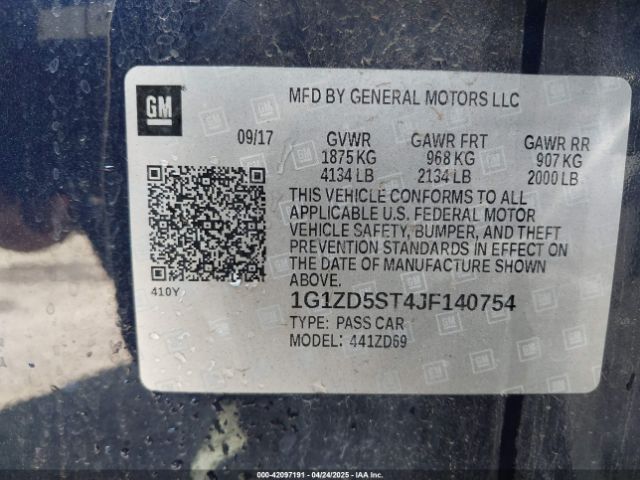 GM
MFD BY GENERAL MOTORS LLC
09/17 GVWR GAWR FRT GAWR RR
1875 KG 968 KG 907 KG
4134 LB 2134 LB 2000 LB
THIS VEHICLE CONFORMS TO ALL
APPLICABLE U.S. FEDERAL MOTOR
VEHICLE SAFETY, BUMPER, AND THEFT
PREVENTION STANDARDS IN EFFECT ON
THE DATE OF MANUFACTURE SHOWN
ABOVE.
410Y
1G1ZD5ST4JF140754
TYPE: PASS CAR
MODEL: 441ZD69
000-42097191 - 04/24/2025 - IAA Inc.